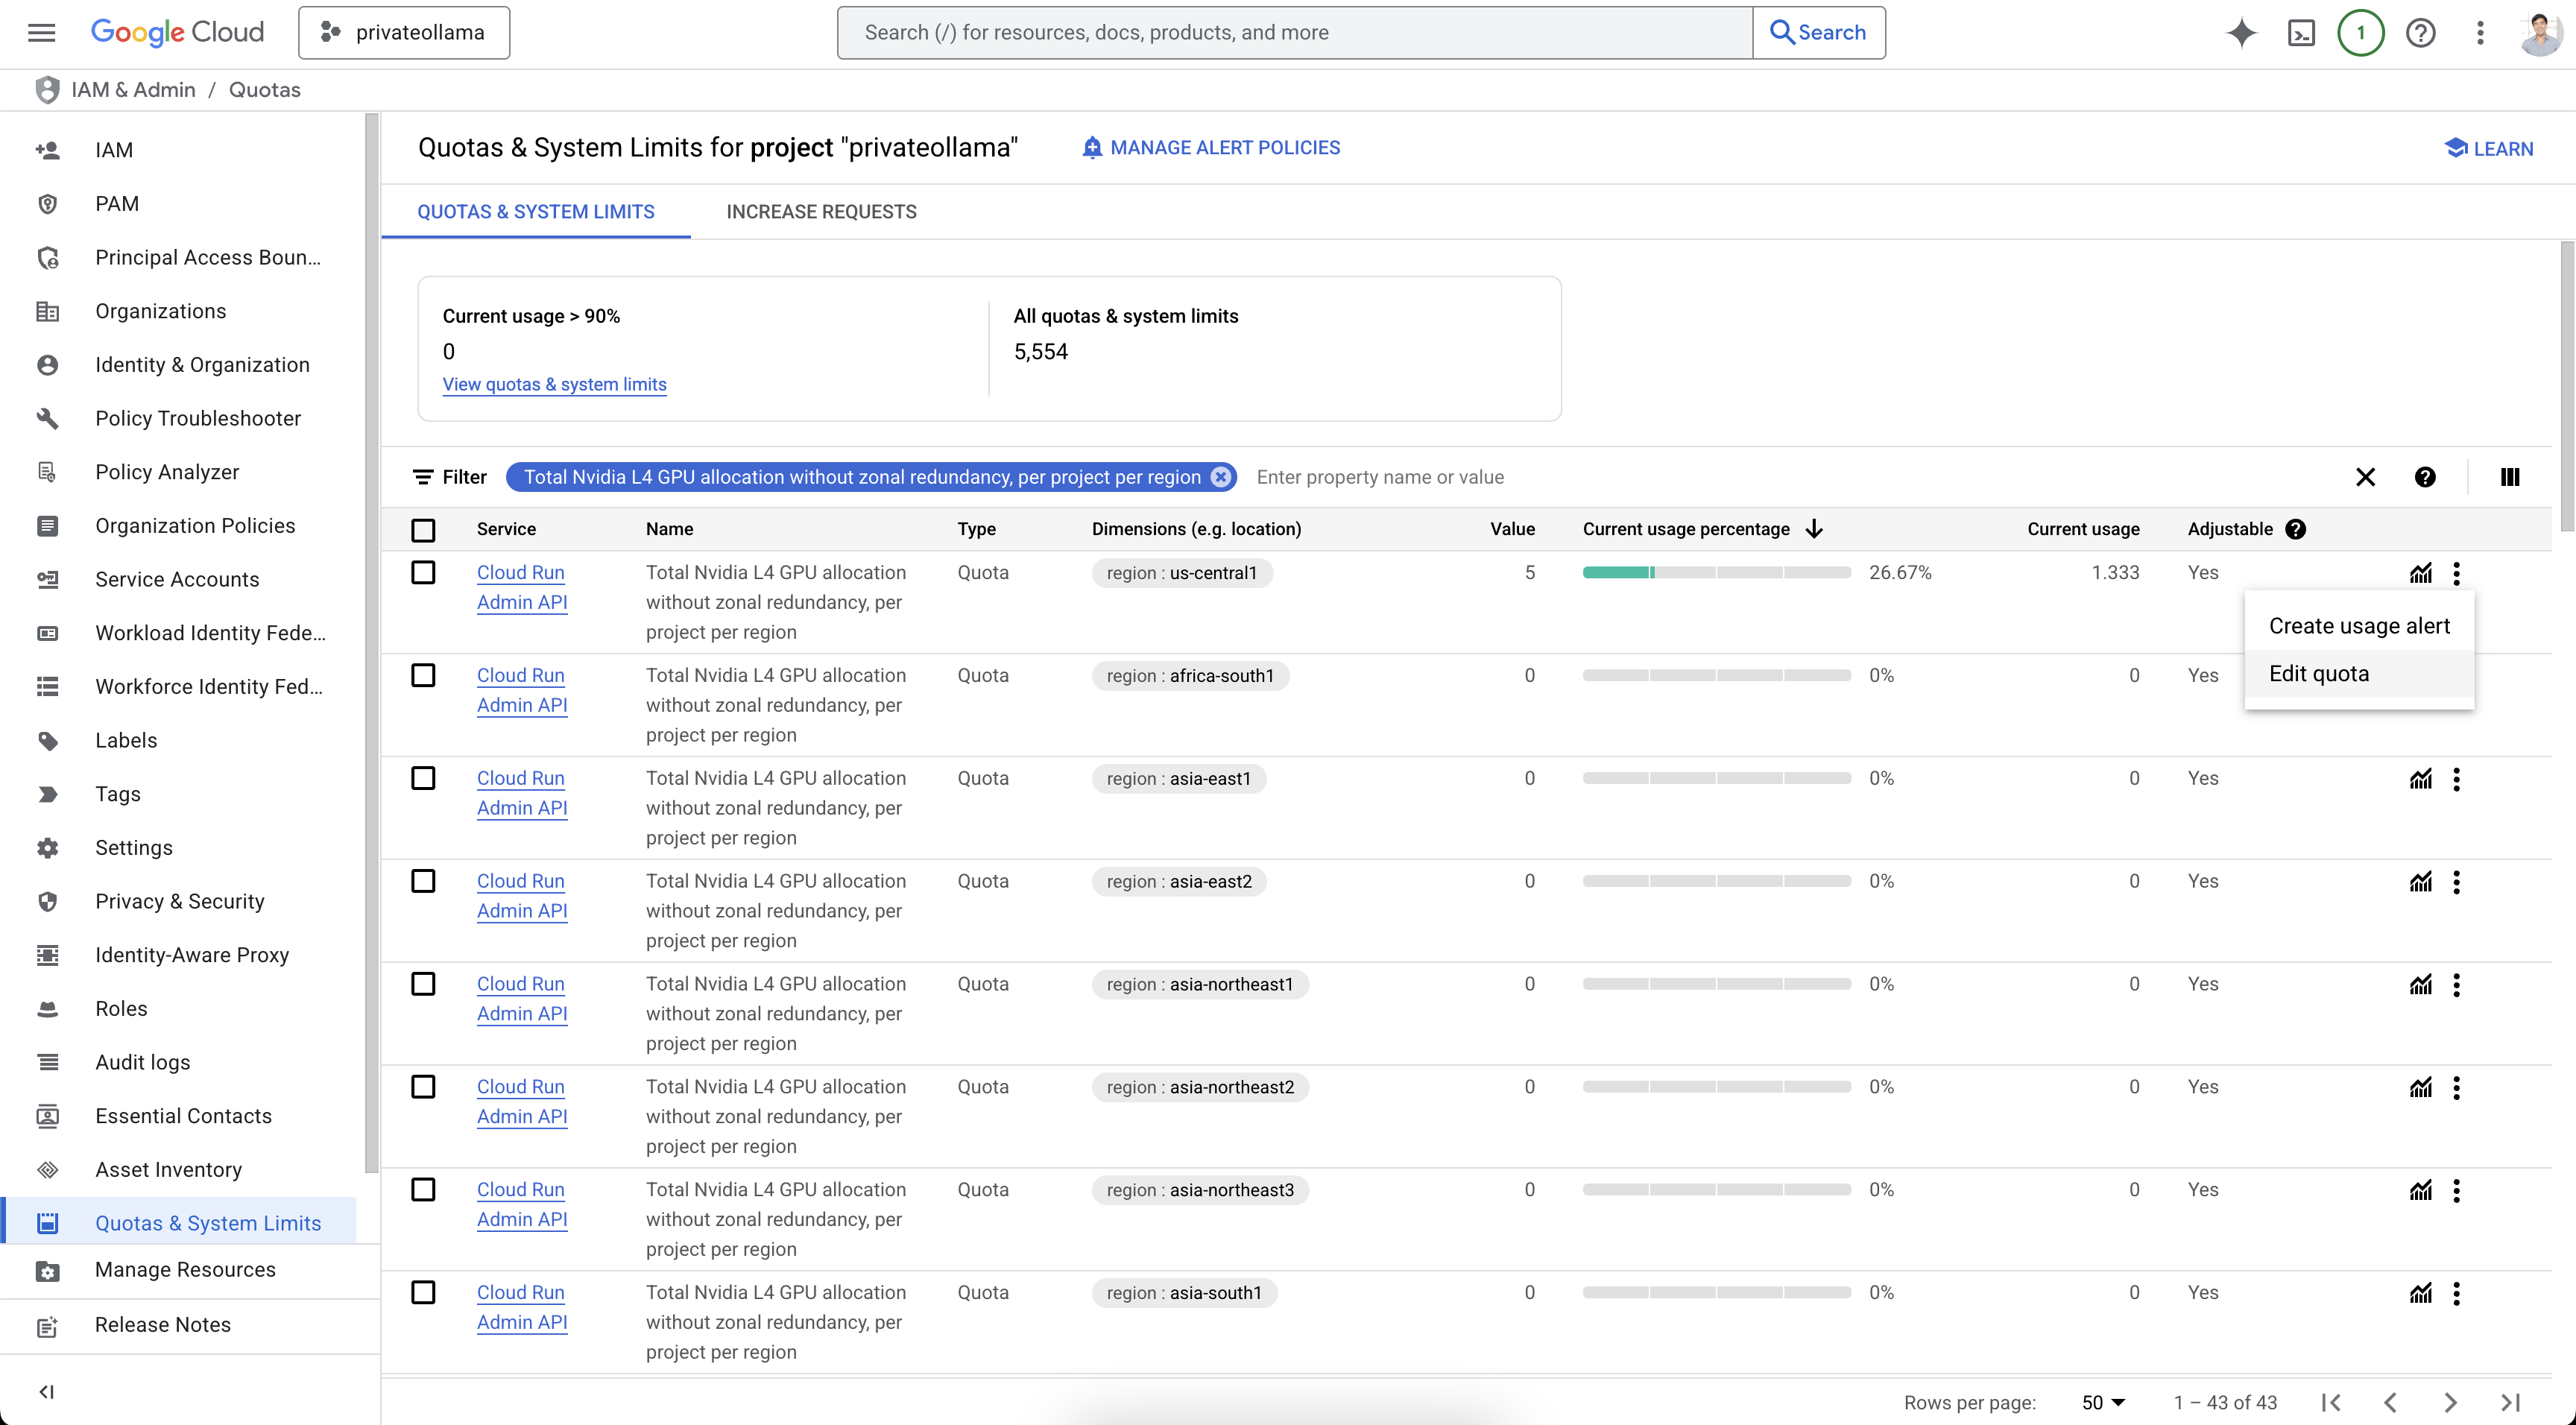 Google Cloud
privateollama
Search (/) for resources, docs, products, and more
Search
1
IAM & Admin / Quotas
IAM
PAM
Principal Access Boun...
Organizations
Identity & Organization
Policy Troubleshooter
Policy Analyzer
Organization Policies
Service Accounts
Workload Identity Fede...
Workforce Identity Fed...
Labels
Tags
Settings
Privacy & Security
Identity-Aware Proxy
Roles
Audit logs
Essential Contacts
Asset Inventory
Quotas & System Limits
Manage Resources
Release Notes
Quotas & System Limits for project "privateollama"
MANAGE ALERT POLICIES
LEARN
QUOTAS & SYSTEM LIMITS
INCREASE REQUESTS
Current usage > 90%
0
View quotas & system limits
All quotas & system limits
5,554
Filter
Total Nvidia L4 GPU allocation without zonal redundancy, per project per region
Enter property name or value
Service Name Type Dimensions (e.g. location) Value Current usage percentage Current usage Adjustable
Cloud Run Total Nvidia L4 GPU allocation Quota region : us-central1 5 26.67% 1.333 Yes
Admin API without zonal redundancy, per
project per region
Create usage alert
Edit quota
Cloud Run Total Nvidia L4 GPU allocation Quota region : africa-south1 0 0% 0 Yes
Admin API without zonal redundancy, per
project per region
Cloud Run Total Nvidia L4 GPU allocation Quota region : asia-east1 0 0% 0 Yes
Admin API without zonal redundancy, per
project per region
Cloud Run Total Nvidia L4 GPU allocation Quota region : asia-east2 0 0% 0 Yes
Admin API without zonal redundancy, per
project per region
Cloud Run Total Nvidia L4 GPU allocation Quota region : asia-northeast1 0 0% 0 Yes
Admin API without zonal redundancy, per
project per region
Cloud Run Total Nvidia L4 GPU allocation Quota region : asia-northeast2 0 0% 0 Yes
Admin API without zonal redundancy, per
project per region
Cloud Run Total Nvidia L4 GPU allocation Quota region : asia-northeast3 0 0% 0 Yes
Admin API without zonal redundancy, per
project per region
Cloud Run Total Nvidia L4 GPU allocation Quota region : asia-south1 0 0% 0 Yes
Admin API without zonal redundancy, per
project per region
Rows per page: 50 1 – 43 of 43